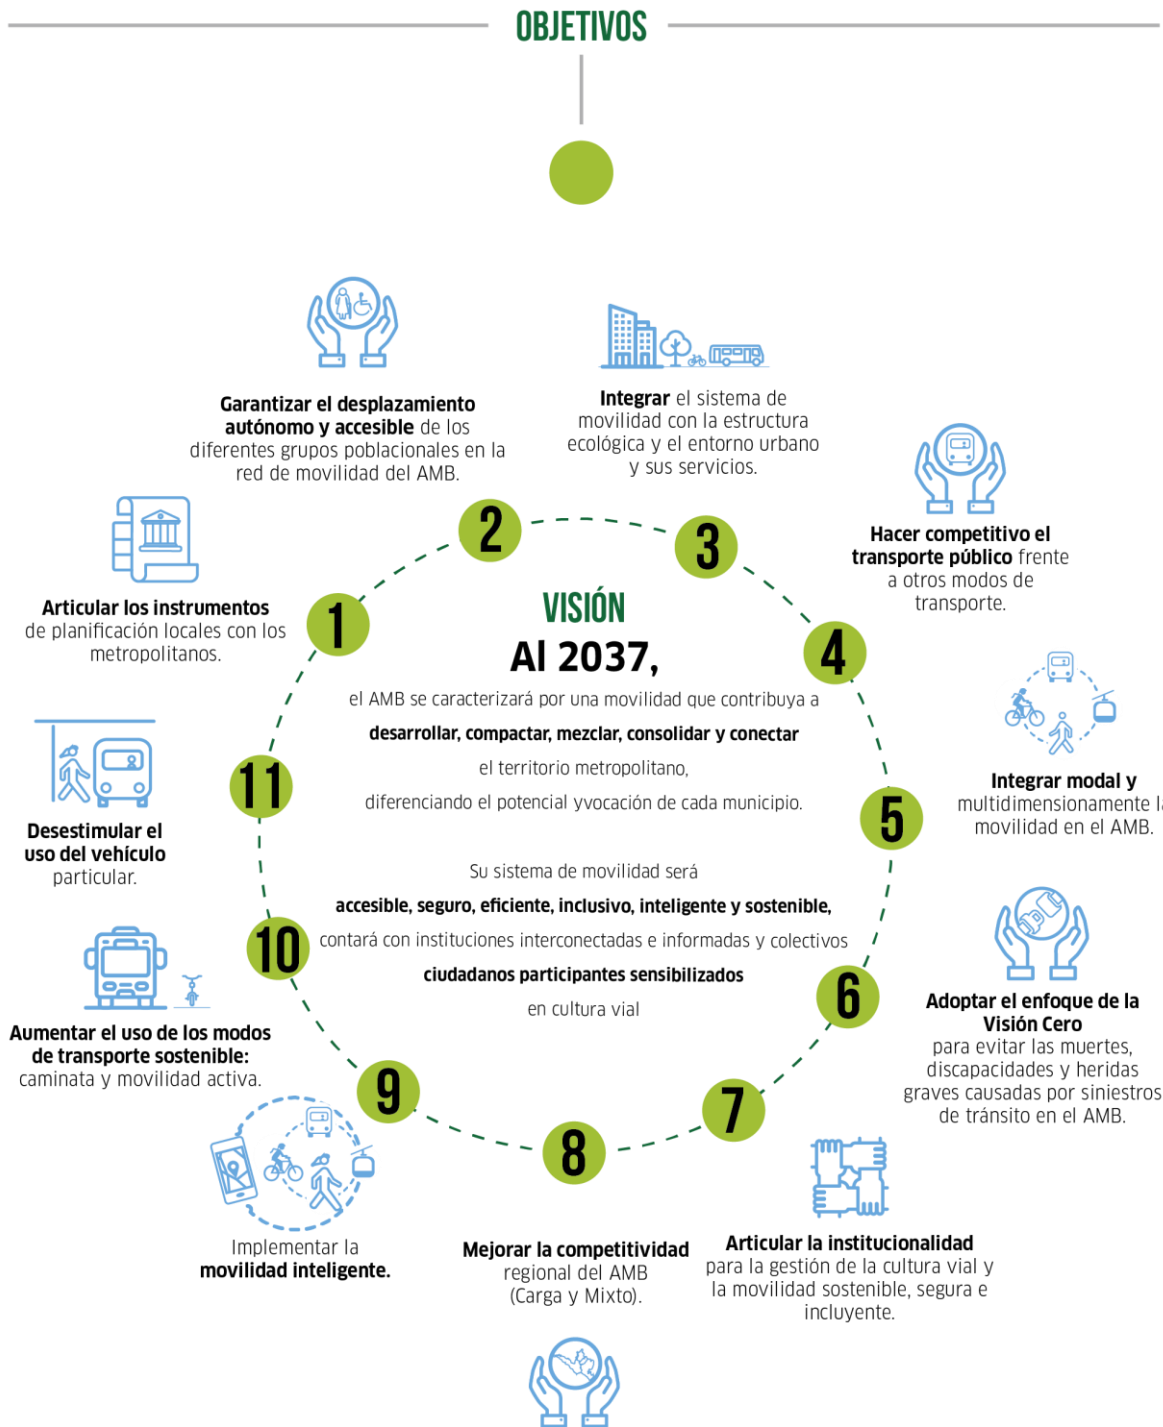 OBJETIVOS
Garantizar el desplazamiento
autónomo y accesible de los
diferentes grupos poblacionales en la
red de movilidad del AMB.
Integrar el sistema de
movilidad con la estructura
ecológica y el entorno urbano
y sus servicios.
Hacer competitivo el
transporte público frente
a otros modos de
transporte.
Articular los instrumentos
de planificación locales con los
metropolitanos.
2
3
1
4
VISIÓN
Al 2037,
el AMB se caracterizará por una movilidad que contribuya a
desarrollar, compactar, mezclar, consolidar y conectar
el territorio metropolitano,
diferenciando el potencial yvocación de cada municipio.
Su sistema de movilidad será
accesible, seguro, eficiente, inclusivo, inteligente y sostenible,
contará con instituciones interconectadas e informadas y colectivos
ciudadanos participantes sensibilizados
en cultura vial
Integrar modal y
multidimensionamente la
movilidad en el AMB.
11
5
Desestimular el
uso del vehículo
particular.
10
6
Adoptar el enfoque de la
Visión Cero
para evitar las muertes,
discapacidades y heridas
graves causadas por siniestros
de tránsito en el AMB.
Aumentar el uso de los modos
de transporte sostenible:
caminata y movilidad activa.
9
7
8
Implementar la
movilidad inteligente.
Mejorar la competitividad
regional del AMB
(Carga y Mixto).
Articular la institucionalidad
para la gestión de la cultura vial y
la movilidad sostenible, segura e
incluyente.